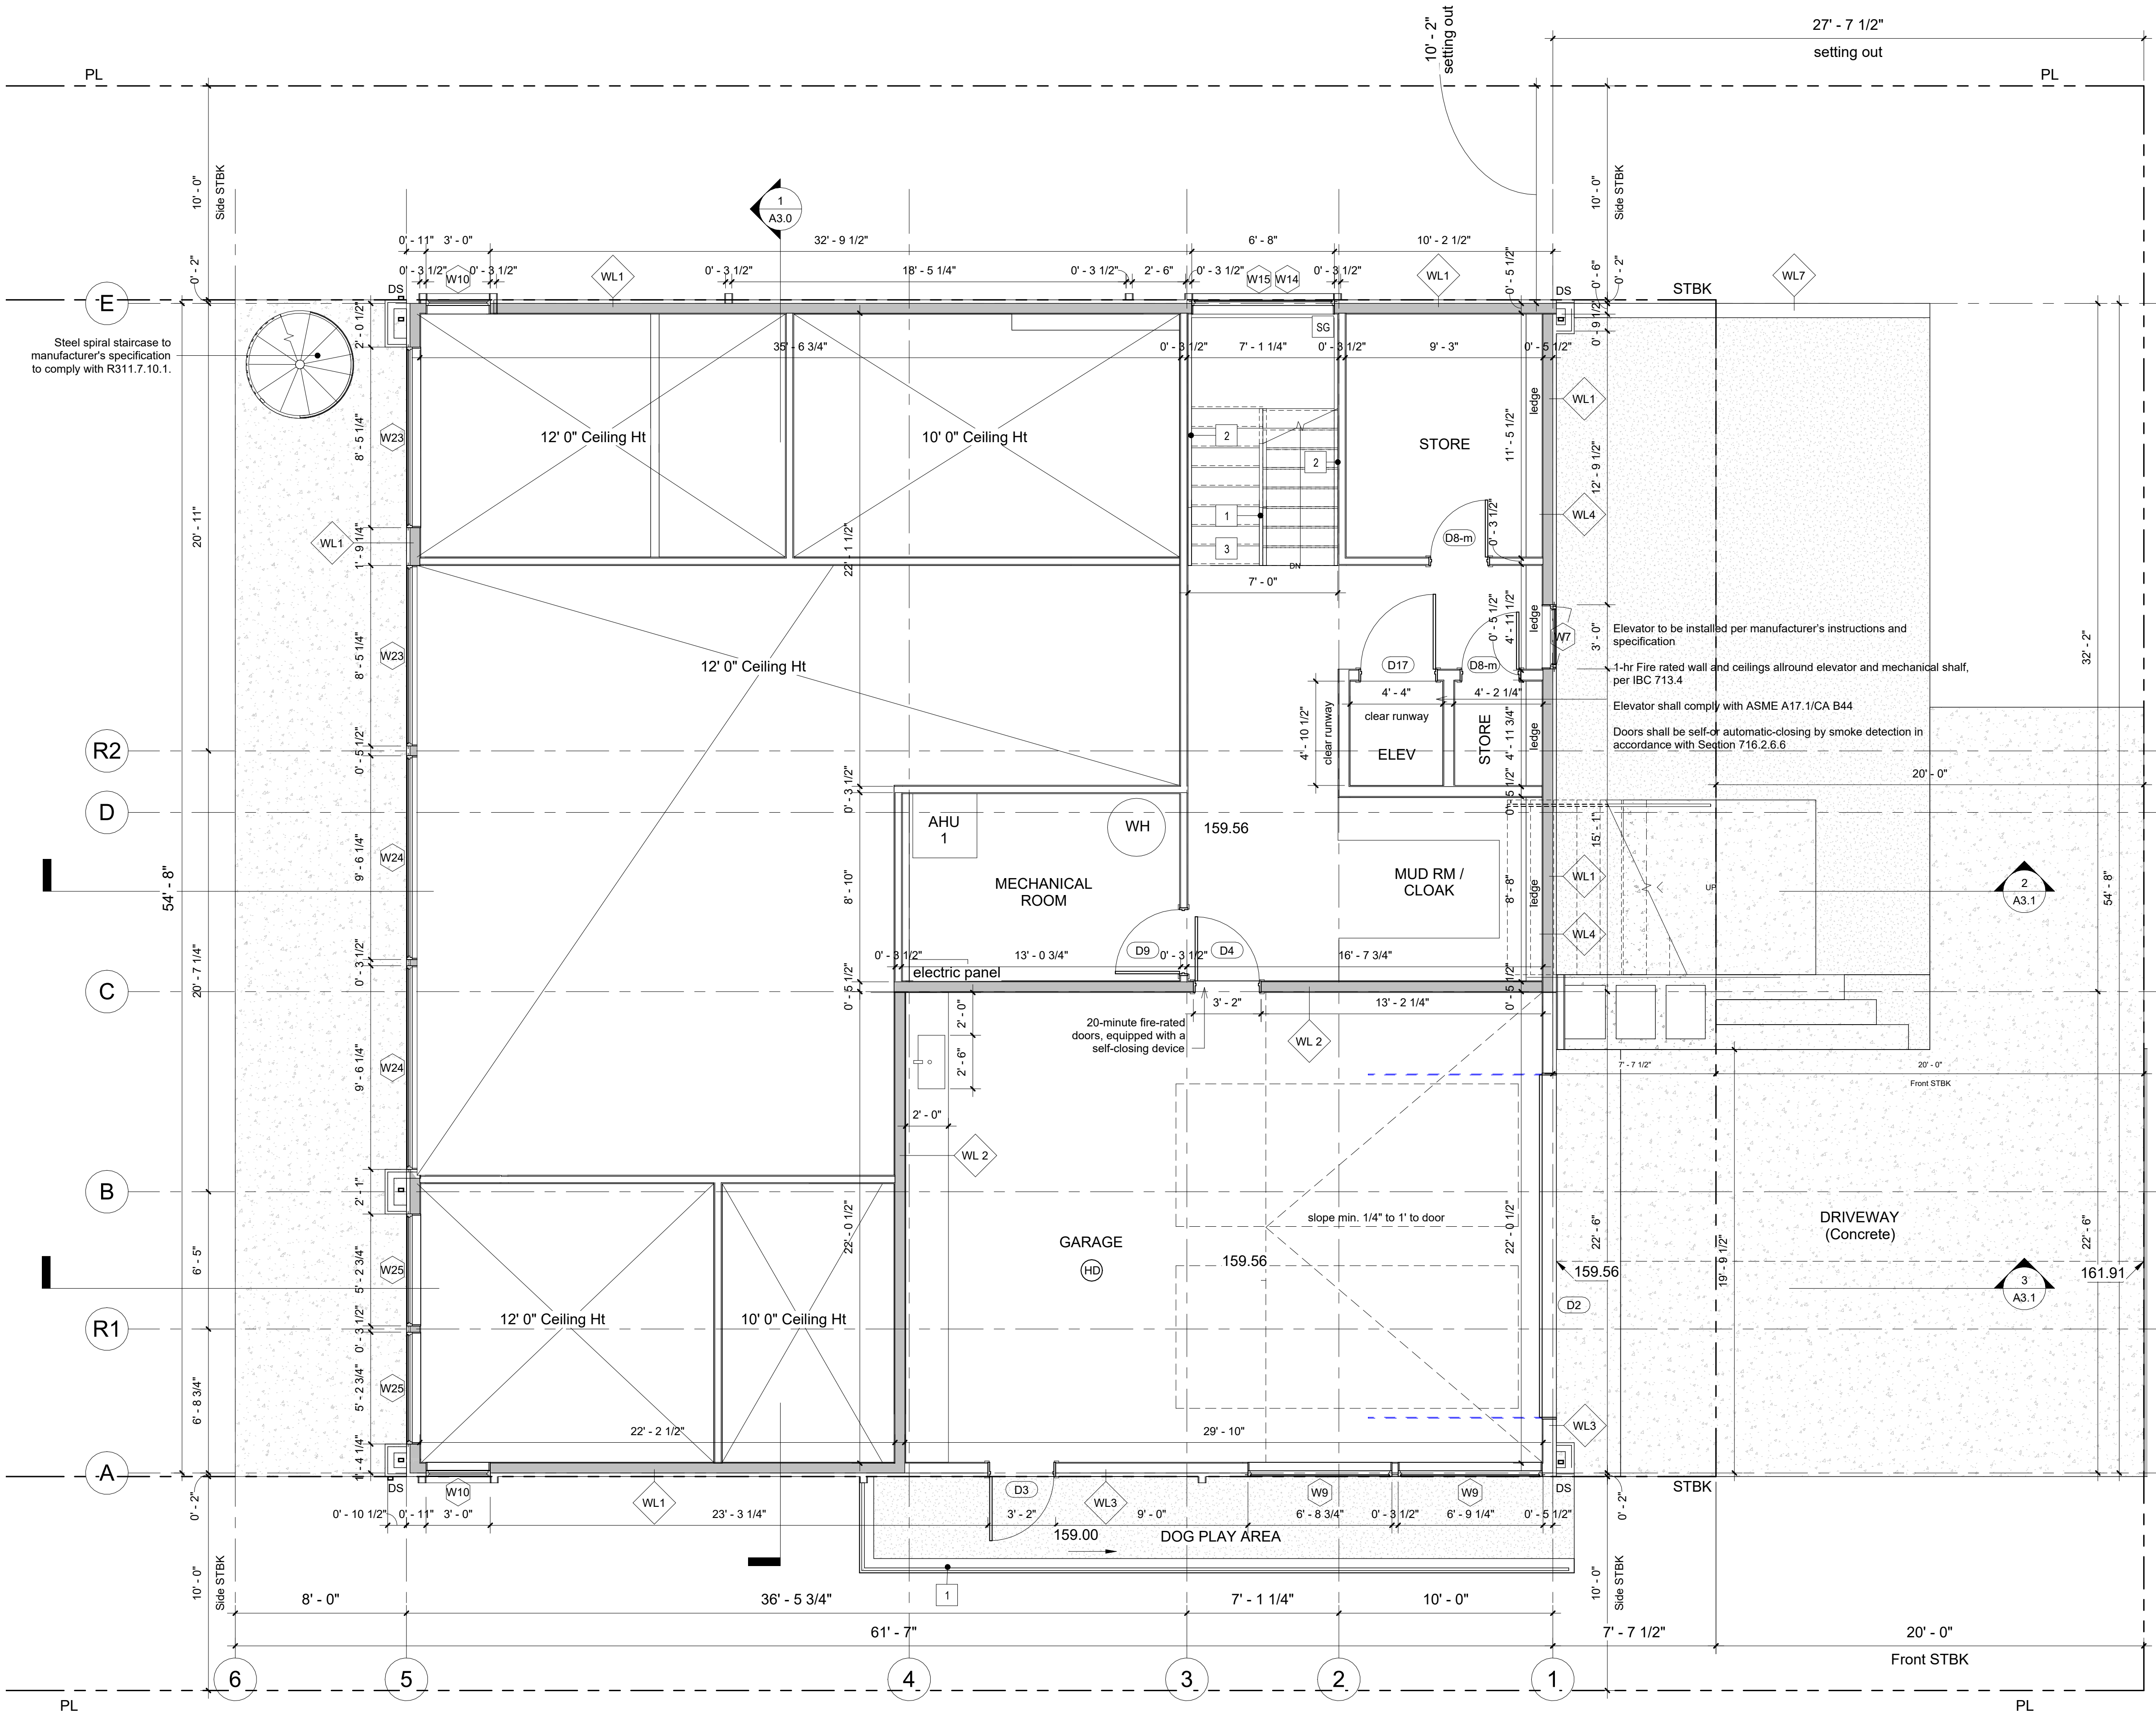 27' - 7 1/2"
setting out
10' - 2"
setting out
PL
PL
10' - 0"
Side STBK
10' - 0"
Side STBK
1
A3.0
0' - 11"
3' - 0"
32' - 9 1/2"
6' - 8"
10' - 2 1/2"
0' - 2"
0' - 3 1/2"
W10
0' - 3 1/2"
WL1
0' - 3 1/2"
18' - 5 1/4"
0' - 3 1/2"
2' - 6"
0' - 3 1/2"
W15
W14
0' - 3 1/2"
WL1
0' - 5 1/2"
0' - 6"
0' - 2"
WL7
DS
DS
STBK
E
Steel spiral staircase to
manufacturer's specification
to comply with R311.7.10.1.
2' - 0 1/2"
35' - 6 3/4"
0' - 3 1/2"
7' - 1 1/4"
SG
0' - 3 1/2"
9' - 3"
0' - 5 1/2"
0' - 9 1/2"
8' - 5 1/4"
W23
12' 0" Ceiling Ht
10' 0" Ceiling Ht
2
2
STORE
11' - 5 1/2"
ledge
WL1
12' - 9 1/2"
20' - 11"
WL1
1' - 9 1/4"
22' - 1 1/2"
1
3
DN
D8-m
0' - 3 1/2"
WL4
7' - 0"
8' - 5 1/4"
W23
12' 0" Ceiling Ht
D17
D8-m
0' - 5 1/2"
4' - 11 1/2"
ledge
W7
3' - 0"
32' - 2"
Elevator to be installed per manufacturer's instructions and
specification
1-hr Fire rated wall and ceilings allround elevator and mechanical shalf,
per IBC 713.4
Elevator shall comply with ASME A17.1/CA B44
Doors shall be self-or automatic-closing by smoke detection in
accordance with Section 716.2.6.6
4' - 4"
clear runway
4' - 2 1/4"
4' - 10 1/2"
clear runway
ELEV
STORE
4' - 11 3/4"
ledge
R2
0' - 5 1/2"
20' - 0"
0' - 3 1/2"
0' - 5 1/2"
D
AHU
1
WH
159.56
15' - 1"
54' - 8"
9' - 6 1/4"
W24
8' - 10"
MECHANICAL
ROOM
MUD RM /
CLOAK
8' - 8"
ledge
WL1
UP
2
A3.1
54' - 8"
WL4
20' - 7 1/4"
0' - 3 1/2"
0' - 3 1/2"
13' - 0 3/4"
D9
0' - 3 1/2"
D4
16' - 7 3/4"
electric panel
C
0' - 5 1/2"
0' - 5 1/2"
3' - 2"
13' - 2 1/4"
2' - 0"
20-minute fire-rated
doors, equipped with a
self-closing device
WL 2
9' - 6 1/4"
W24
2' - 6"
7' - 7 1/2"
20' - 0"
Front STBK
2' - 0"
WL 2
B
2' - 1"
22' - 0 1/2"
slope min. 1/4" to 1' to door
22' - 0 1/2"
22' - 6"
19' - 9 1/2"
DRIVEWAY
(Concrete)
22' - 6"
6' - 5"
5' - 2 3/4"
W25
GARAGE
HD
159.56
159.56
161.91
D2
3
A3.1
R1
0' - 3 1/2"
12' 0" Ceiling Ht
10' 0" Ceiling Ht
6' - 8 3/4"
5' - 2 3/4"
W25
22' - 2 1/2"
29' - 10"
WL3
A
1' - 4 1/4"
0' - 2"
DS
W10
WL1
D3
WL3
W9
W9
DS
0' - 2"
STBK
0' - 10 1/2"
0' - 11"
3' - 0"
23' - 3 1/4"
3' - 2"
9' - 0"
6' - 8 3/4"
0' - 3 1/2"
6' - 9 1/4"
0' - 5 1/2"
159.00
DOG PLAY AREA
10' - 0"
Side STBK
1
10' - 0"
Side STBK
8' - 0"
36' - 5 3/4"
7' - 1 1/4"
10' - 0"
61' - 7"
7' - 7 1/2"
20' - 0"
Front STBK
6
5
4
3
2
1
PL
PL